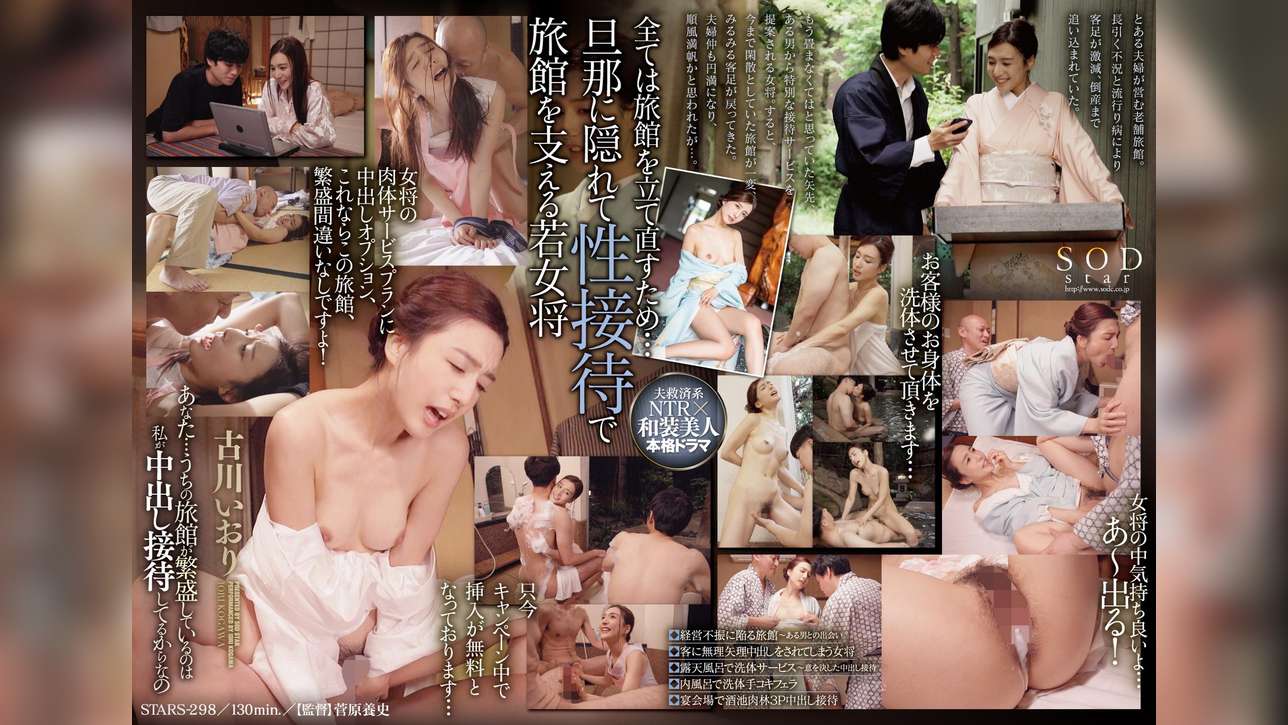 とある夫婦が営む老舗旅館。
長引く不況と流行り病により
客足が激減、倒産まで
追い込まれていた。
もう畳まなくてはと思っていた矢先
ある男から特別な接待サービスを
提案される女将。すると、
今まで閑散としていた旅館が一変、
みるみる客足が戻ってきた。
夫婦仲も円満になり、
順風満帆かと思われたが…。
全ては旅館を立て直すため…
旦那に隠れて性接待で
旅館を支える若女将
SOD
star
http://www.sodc.co.jp
女将の
肉体サービスプランに
中出しオプション、
これならこの旅館、
繁盛間違いなしですよ!
お客様のお身体を
洗体させて頂きます…
夫救済系
NTR×
和装美人
本格ドラマ
女将の中気持ち良いよ…
あ〜出る!
古川いおり
PRESENTED BY SOD STAR
PERFORMANCED BY IORI KOGAWA
IORI KOGAWA
あなた…うちの旅館が繁盛しているのは
私が中出し接待してるからなの
只今
キャンペーン中で
挿入が無料と
なっております…
◆経営不振に陥る旅館〜ある男との出会い
◆客に無理矢理中出しをされてしまう女将
◆露天風呂で洗体サービス〜意を決した中出し接待
◆内風呂で洗体手コキフェラ
◆宴会場で酒池肉林3P中出し接待
STARS-298/130min./【監督】菅原養史